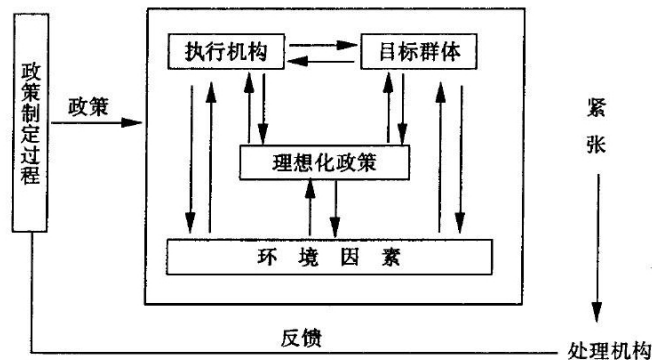 政策制定过程
政策
执行机构
目标群体
理想化政策
环境因素
紧张
处理机构
反馈